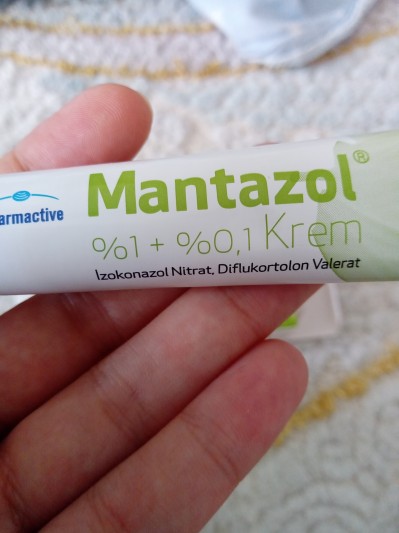 armactive
Mantazol®
%1 + %0,1 Krem
İzokonazol Nitrat, Diflukortolon Valerat